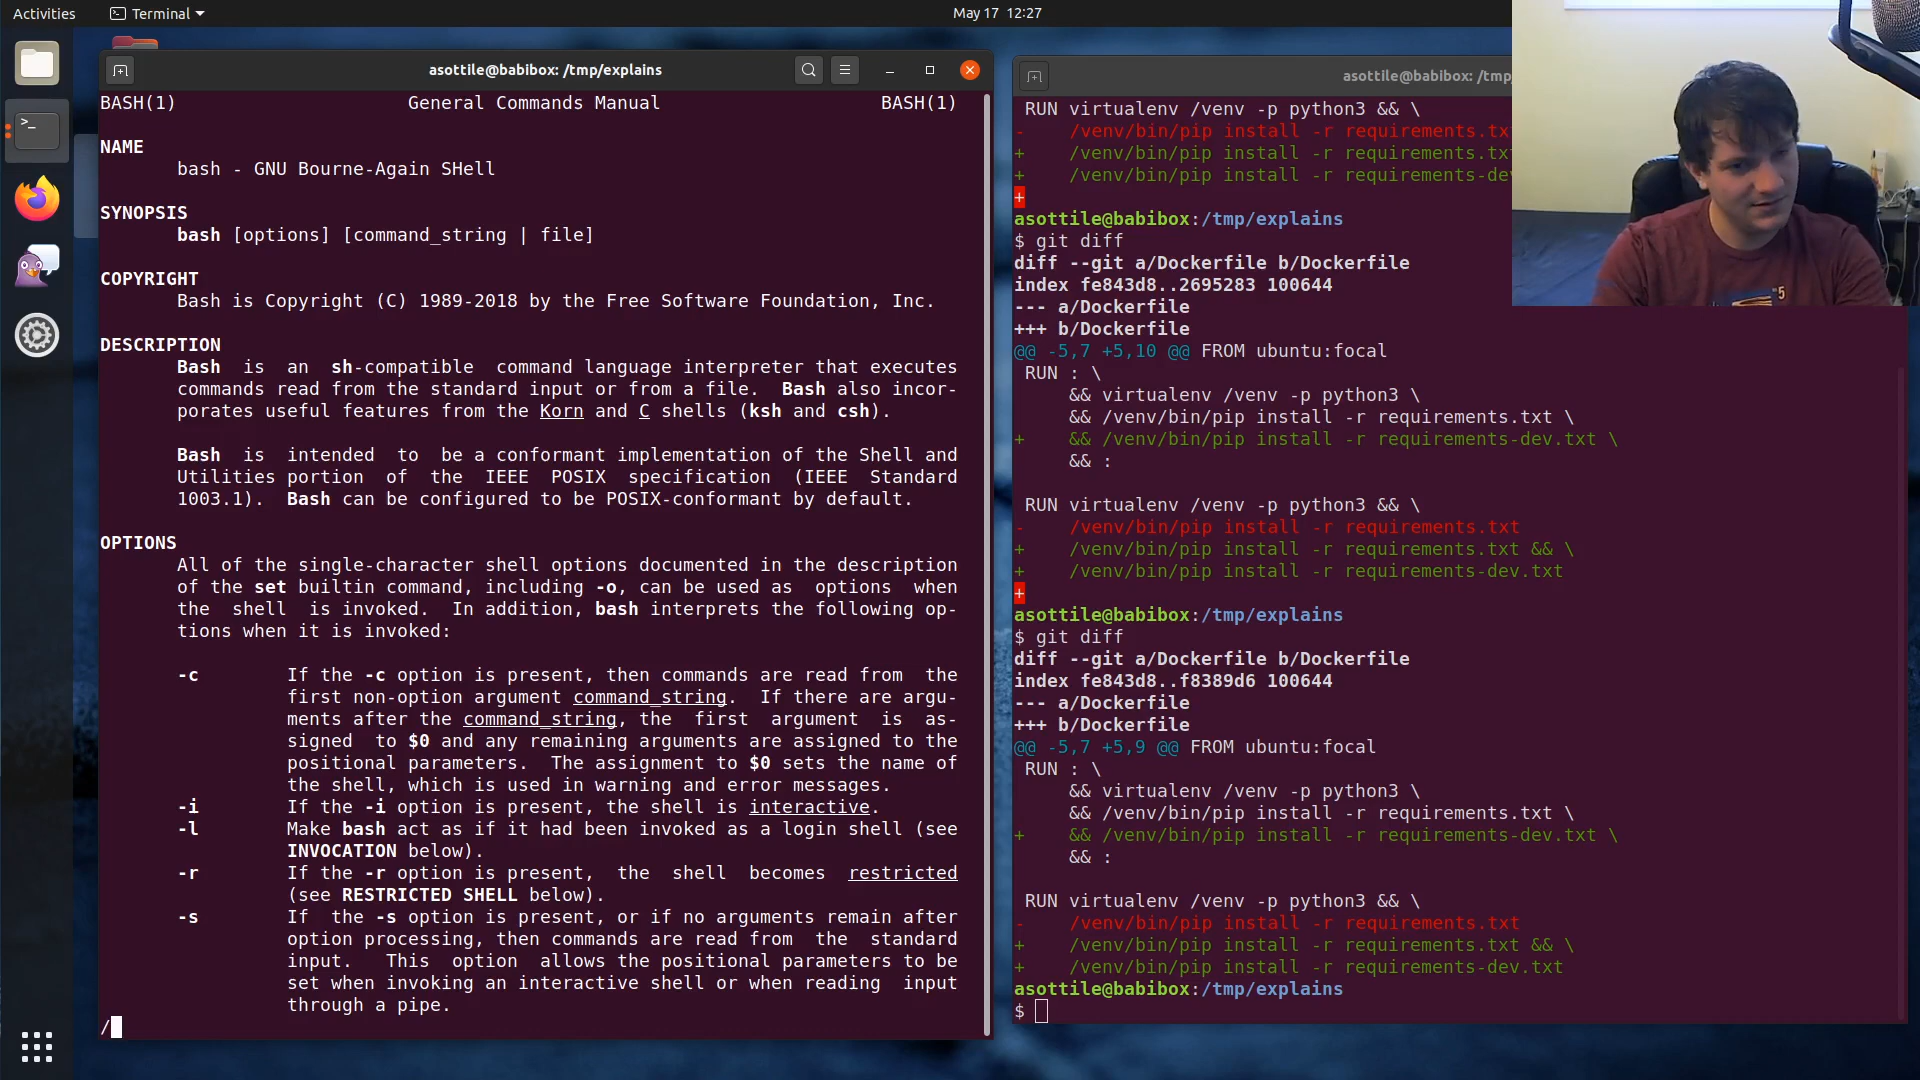 Activities
Terminal
May 17 12:27
asottile@babibox: /tmp/explains
BASH(1) General Commands Manual BASH(1)
NAME
bash - GNU Bourne-Again SHell
SYNOPSIS
bash [options] [command_string | file]
COPYRIGHT
Bash is Copyright (C) 1989-2018 by the Free Software Foundation, Inc.
DESCRIPTION
Bash is an sh-compatible command language interpreter that executes
commands read from the standard input or from a file. Bash also incor-
porates useful features from the Korn and C shells (ksh and csh).
Bash is intended to be a conformant implementation of the Shell and
Utilities portion of the IEEE POSIX specification (IEEE Standard
1003.1). Bash can be configured to be POSIX-conformant by default.
OPTIONS
All of the single-character shell options documented in the description
of the set builtin command, including -o, can be used as options when
the shell is invoked. In addition, bash interprets the following op-
tions when it is invoked:
-c If the -c option is present, then commands are read from the
first non-option argument command_string. If there are argu-
ments after the command_string, the first argument is as-
signed to $0 and any remaining arguments are assigned to the
positional parameters. The assignment to $0 sets the name of
the shell, which is used in warning and error messages.
-i If the -i option is present, the shell is interactive.
-l Make bash act as if it had been invoked as a login shell (see
INVOCATION below).
-r If the -r option is present, the shell becomes restricted
(see RESTRICTED SHELL below).
-s If the -s option is present, or if no arguments remain after
option processing, then commands are read from the standard
input. This option allows the positional parameters to be
set when invoking an interactive shell or when reading input
through a pipe.
/
asottile@babibox: /tmp
RUN virtualenv /venv -p python3 && \
- /venv/bin/pip install -r requirements.tx
+ /venv/bin/pip install -r requirements.tx
+ /venv/bin/pip install -r requirements-de
+
asottile@babibox:/tmp/explains
$ git diff
diff --git a/Dockerfile b/Dockerfile
index fe843d8..2695283 100644
--- a/Dockerfile
+++ b/Dockerfile
@@ -5,7 +5,10 @@ FROM ubuntu:focal
RUN : \
&& virtualenv /venv -p python3 \
&& /venv/bin/pip install -r requirements.txt \
+ && /venv/bin/pip install -r requirements-dev.txt \
&& :
RUN virtualenv /venv -p python3 && \
- /venv/bin/pip install -r requirements.txt
+ /venv/bin/pip install -r requirements.txt && \
+ /venv/bin/pip install -r requirements-dev.txt
+
asottile@babibox:/tmp/explains
$ git diff
diff --git a/Dockerfile b/Dockerfile
index fe843d8..f8389d6 100644
--- a/Dockerfile
+++ b/Dockerfile
@@ -5,7 +5,9 @@ FROM ubuntu:focal
RUN : \
&& virtualenv /venv -p python3 \
&& /venv/bin/pip install -r requirements.txt \
+ && /venv/bin/pip install -r requirements-dev.txt \
&& :
RUN virtualenv /venv -p python3 && \
- /venv/bin/pip install -r requirements.txt
+ /venv/bin/pip install -r requirements.txt && \
+ /venv/bin/pip install -r requirements-dev.txt
asottile@babibox:/tmp/explains
$